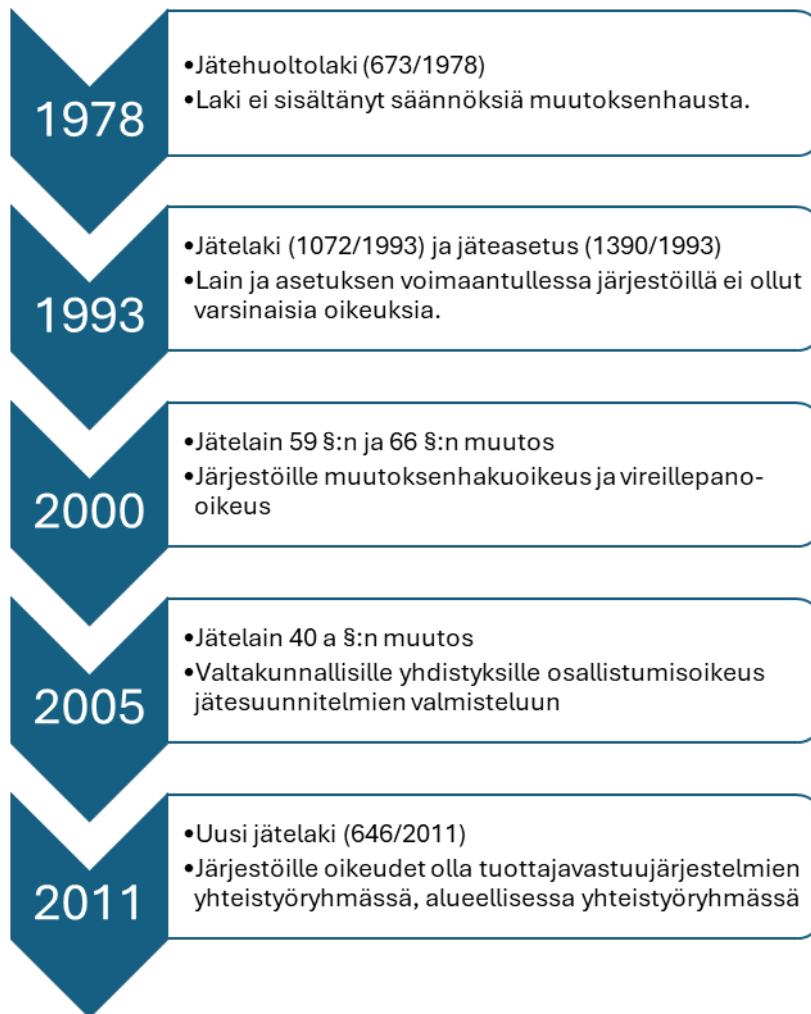 1978
•Jätehuoltolaki (673/1978)
•Laki ei sisältänyt säännöksiä muutoksenhausta.
1993
•Jätelaki (1072/1993) ja jäteasetus (1390/1993)
•Lain ja asetuksen voimaantullessa järjestöillä ei ollut
varsinaisia oikeuksia.
2000
•Jätelain 59 §:n ja 66 §:n muutos
•Järjestöille muutoksenhakuoikeus ja vireillepano-
oikeus
2005
•Jätelain 40 a §:n muutos
•Valtakunnallisille yhdistyksille osallistumisoikeus
jätesuunnitelmien valmisteluun
2011
•Uusi jätelaki (646/2011)
•Järjestöille oikeudet olla tuottajavastuujärjestelmien
yhteistyöryhmässä, alueellisessa yhteistyöryhmässä